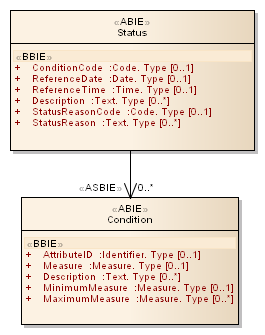 «ABIE»
Status
«BBIE»
+ ConditionCode :Code. Type [0..1]
+ ReferenceDate :Date. Type [0..1]
+ ReferenceTime :Time. Type [0..1]
+ Description :Text. Type [0..*]
+ StatusReasonCode :Code. Type [0..1]
+ StatusReason :Text. Type [0..*]
«ASBIE» 0..*
«ABIE»
Condition
«BBIE»
+ AttributeID :Identifier. Type [0..1]
+ Measure :Measure. Type [0..1]
+ Description :Text. Type [0..*]
+ MinimumMeasure :Measure. Type [0..1]
+ MaximumMeasure :Measure. Type [0..*]